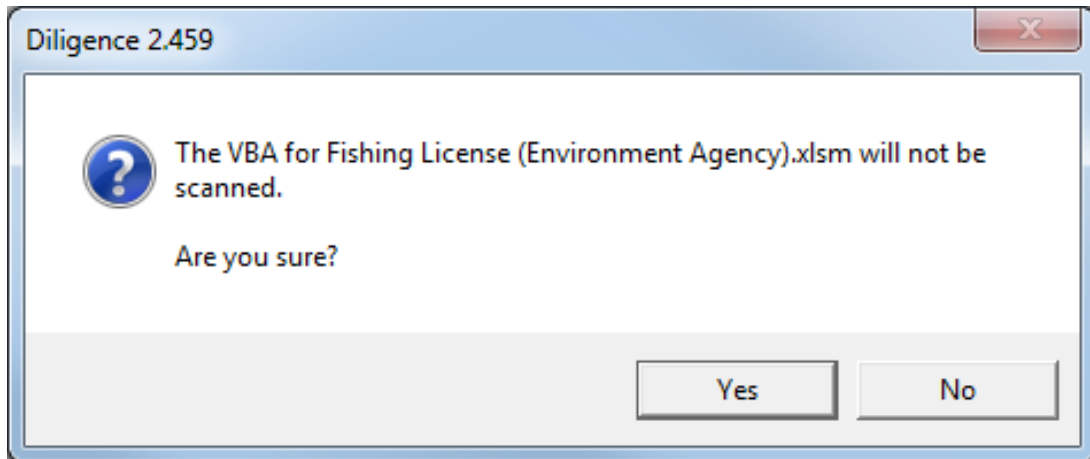 Diligence 2.459
The VBA for Fishing License (Environment Agency).xlsm will not be
scanned.
Are you sure?
Yes
No